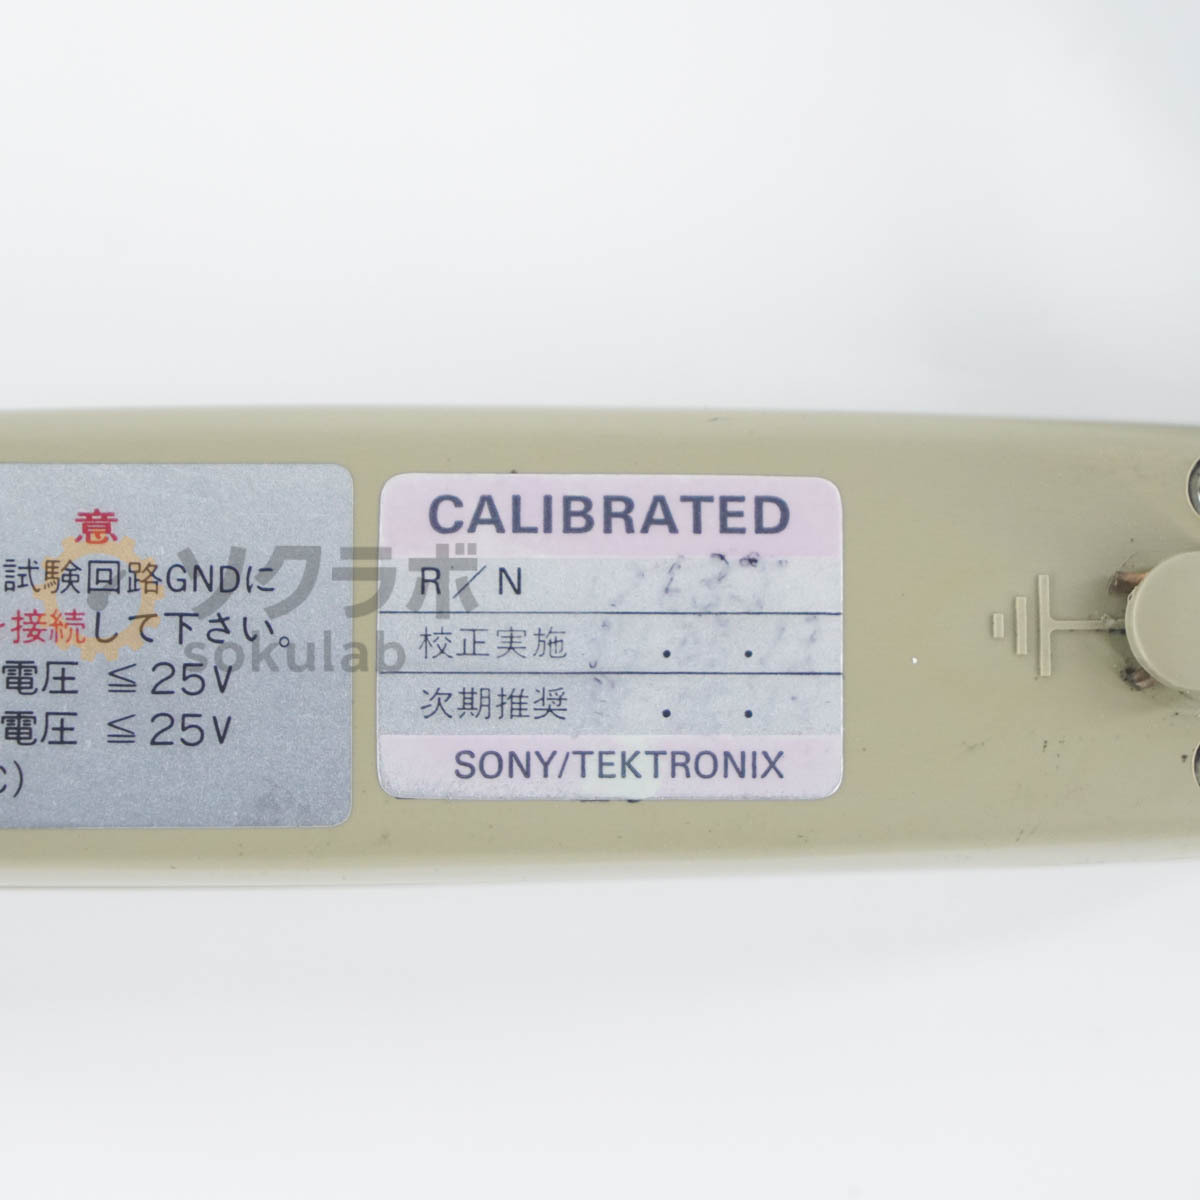 意
試験回路GNDに
接続して下さい。
電圧 ≦25V
電圧 ≦25V
C)
CALIBRATED
R/N
校正実施 . .
次期推奨 . .
SONY/TEKTRONIX
ソクラボ
sokulab